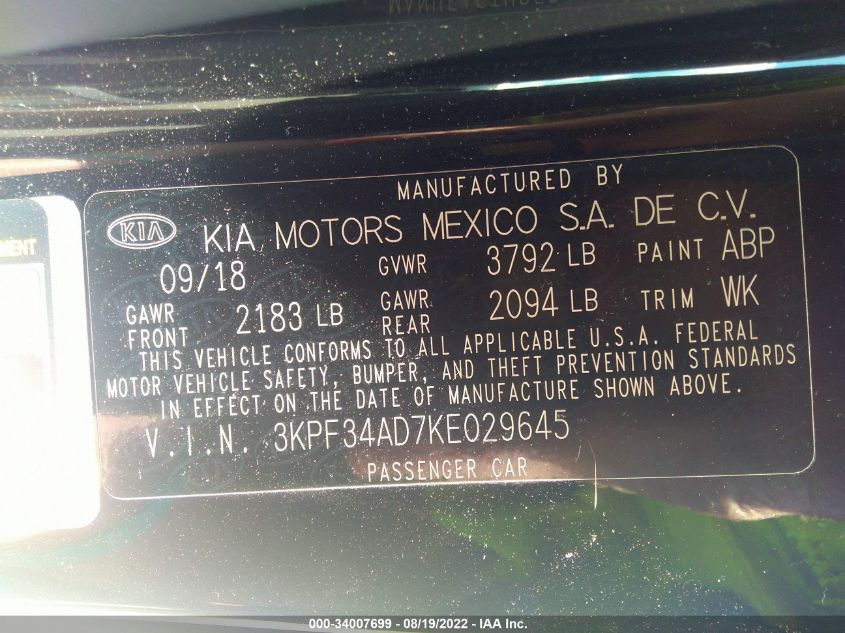 MENT
MANUFACTURED BY
KIA KIA MOTORS MEXICO S.A. DE C.V.
09/18 GVWR 3792 LB PAINT ABP
GAWR FRONT 2183 LB GAWR REAR 2094 LB TRIM WK
THIS VEHICLE CONFORMS TO ALL APPLICABLE U.S.A. FEDERAL
MOTOR VEHICLE SAFETY, BUMPER, AND THEFT PREVENTION STANDARDS
IN EFFECT ON THE DATE OF MANUFACTURE SHOWN ABOVE.
V.I.N. 3KPF34AD7KE029645
PASSENGER CAR
000-34007699 - 08/19/2022 - IAA Inc.